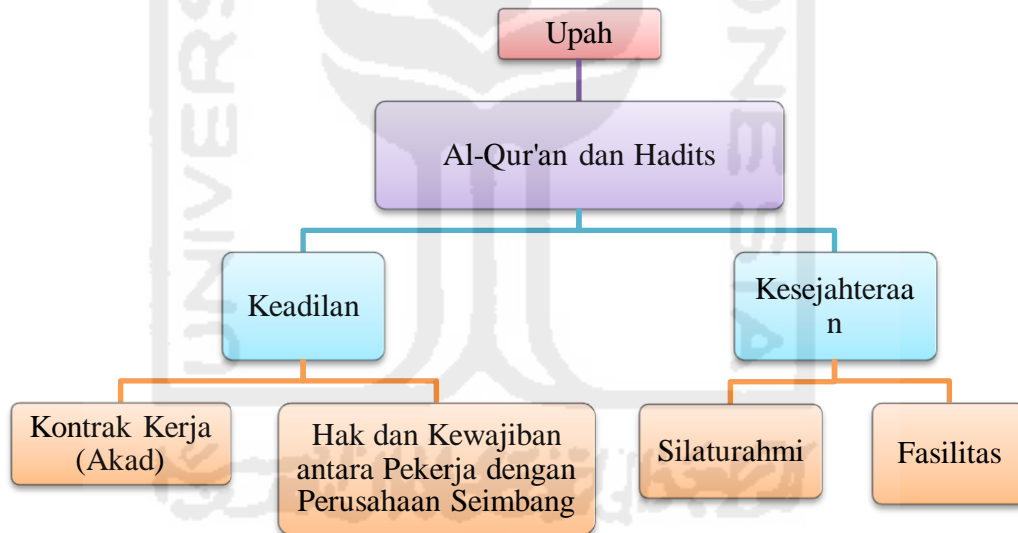 Upah
Al-Qur'an dan Hadits
Keadilan
Kesejahteraa
n
Kontrak Kerja
(Akad)
Hak dan Kewajiban
antara Pekerja dengan
Perusahaan Seimbang
Silaturahmi
Fasilitas